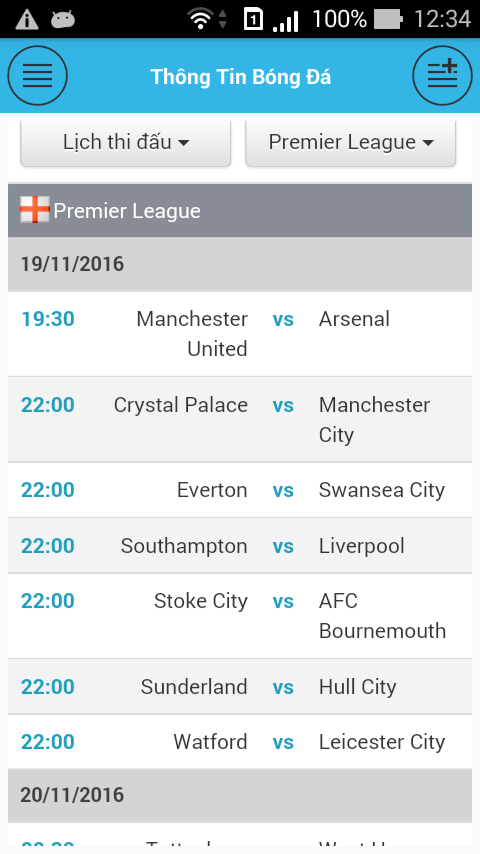 1 100% 12:34
Thông Tin Bóng Đá
Lịch thi đấu Premier League
Premier League
19/11/2016
19:30 Manchester United vs Arsenal
22:00 Crystal Palace vs Manchester City
22:00 Everton vs Swansea City
22:00 Southampton vs Liverpool
22:00 Stoke City vs AFC Bournemouth
22:00 Sunderland vs Hull City
22:00 Watford vs Leicester City
20/11/2016